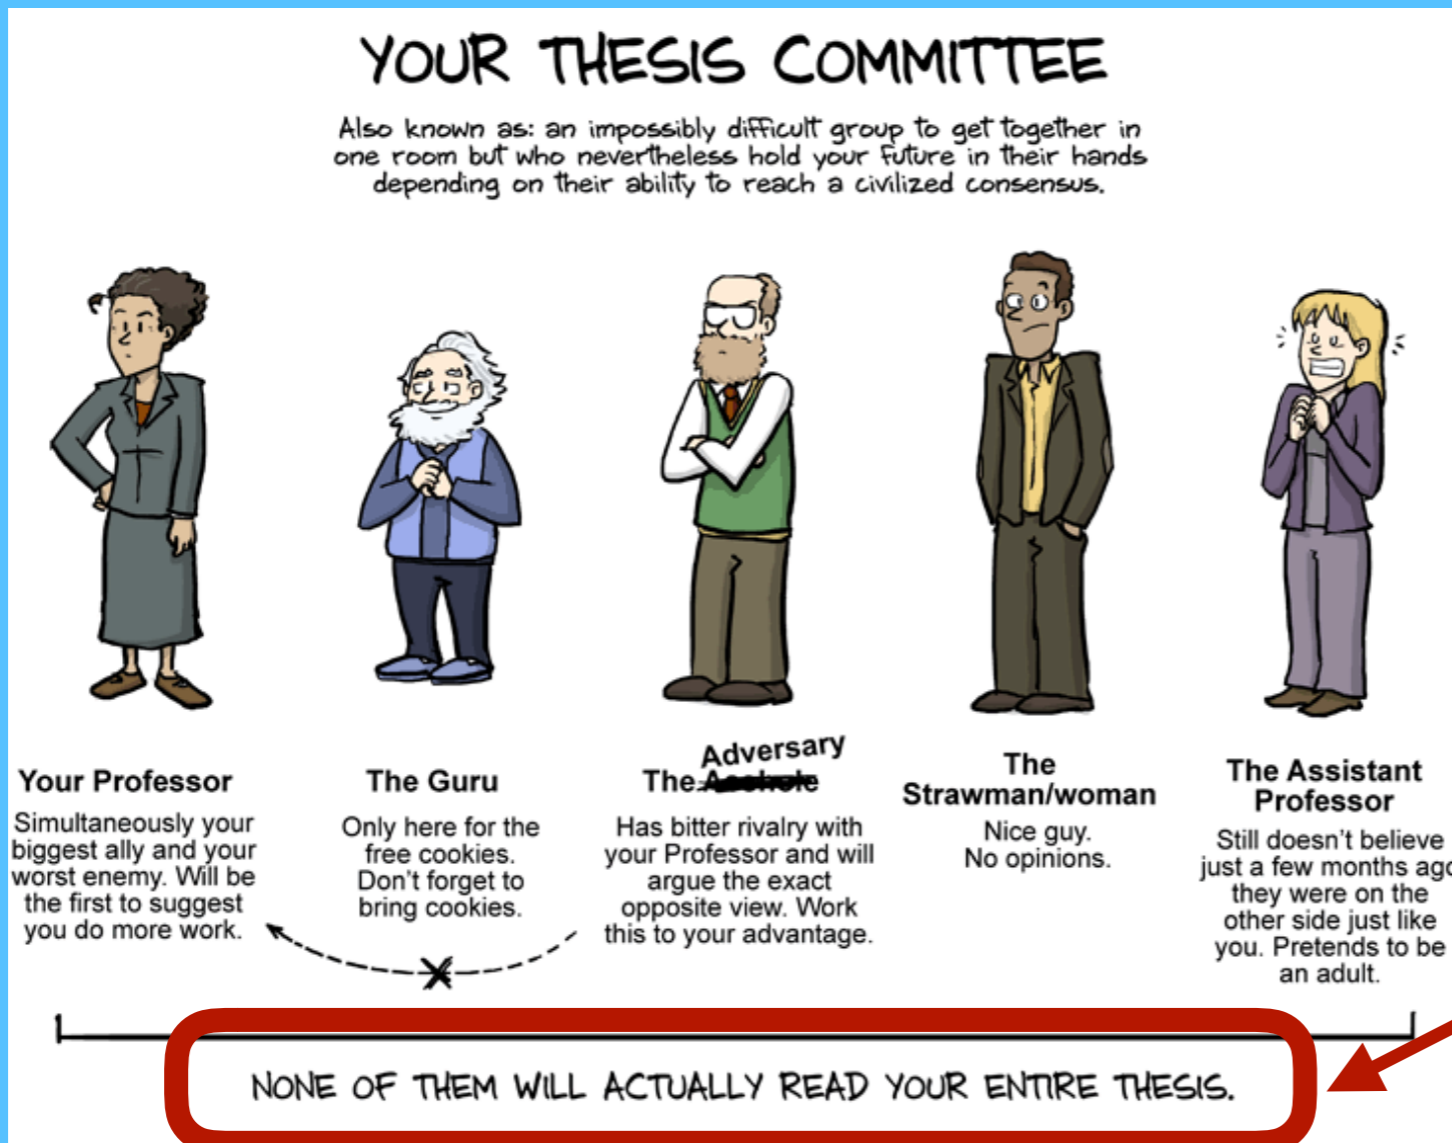 YOUR THESIS COMMITTEE
Also known as: an impossibly difficult group to get together in
one room but who nevertheless hold your future in their hands
depending on their ability to reach a civilized consensus.
Your Professor
Simultaneously your
biggest ally and your
worst enemy. Will be
the first to suggest
you do more work.
The Guru
Only here for the
free cookies.
Don't forget to
bring cookies.
Adversary
The
Has bitter rivalry with
your Professor and will
argue the exact
opposite view. Work
this to your advantage.
The
Strawman/woman
Nice guy.
No opinions.
The Assistant
Professor
Still doesn't believe
just a few months ago
they were on the
other side just like
you. Pretends to be
an adult.
NONE OF THEM WILL ACTUALLY READ YOUR ENTIRE THESIS.